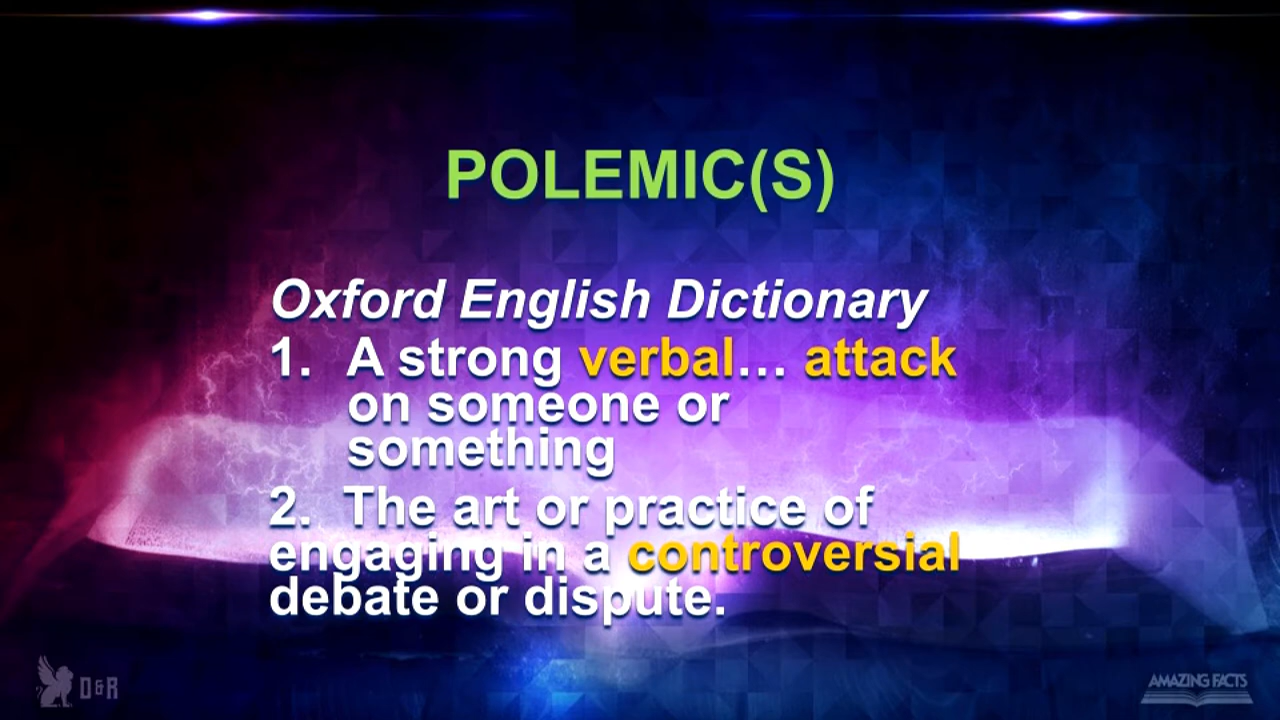 POLEMIC(S)
Oxford English Dictionary
1. A strong verbal… attack
on someone or
something
2. The art or practice of
engaging in a controversial
debate or dispute.
D&R
AMAZING FACTS